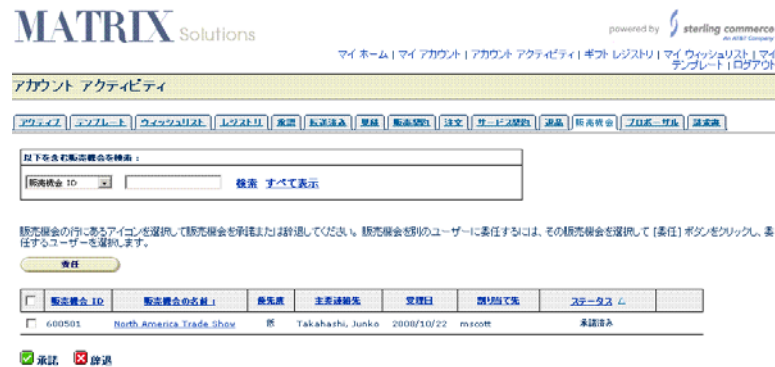 MATRIX Solutions
powered by sterling commerce
An AT&T Company
マイ ホーム | マイ アカウント | アカウント アクティビティ | ギフト レジストリ | マイ ウィッシュリスト | マイ
テンプレート | ログアウト
アカウント アクティビティ
アクティブ テンプレート ウィッシュリスト レジストリ 承認 転送済み 見積 販売契約 注文 サービス契約 返品 販売機会 プロポーザル 請求書
以下を含む販売機会を検索 :
販売機会 ID 検索 すべて表示
販売機会の行にあるアイコンを選択して販売機会を承諾または辞退してください。販売機会を別のユーザーに委任するには、その販売機会を選択して [委任] ボタンをクリックし、委
任するユーザーを選択します。
委任
販売機会 ID 販売機会の名前 : 優先度 主要連絡先 受理日 割り当て先 ステータス
600501 North America Trade Show 低 Takahashi, Junko 2008/10/22 mscott 承諾済み
承諾 辞退